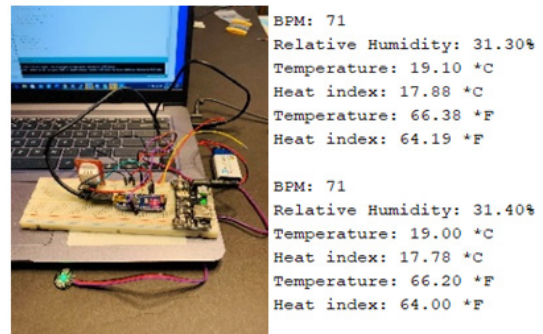 BPM: 71
Relative Humidity: 31.30%
Temperature: 19.10 *C
Heat index: 17.88 *C
Temperature: 66.38 *F
Heat index: 64.19 *F
BPM: 71
Relative Humidity: 31.40%
Temperature: 19.00 *C
Heat index: 17.78 *C
Temperature: 66.20 *F
Heat index: 64.00 *F